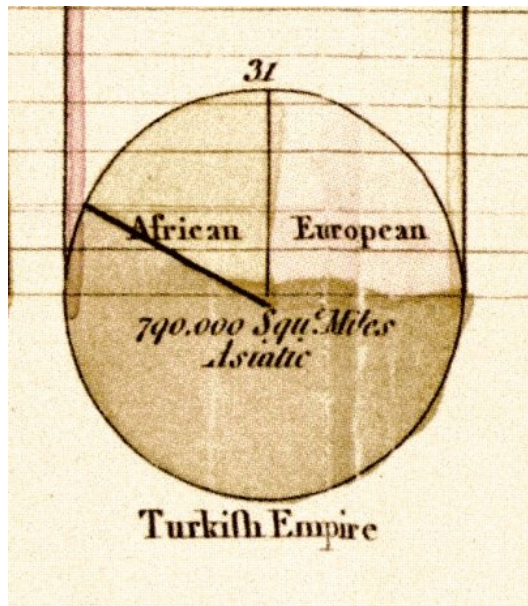 31
African European
790.000 Squ.ͤ Miles
Asiatic
Turkiſh Empire